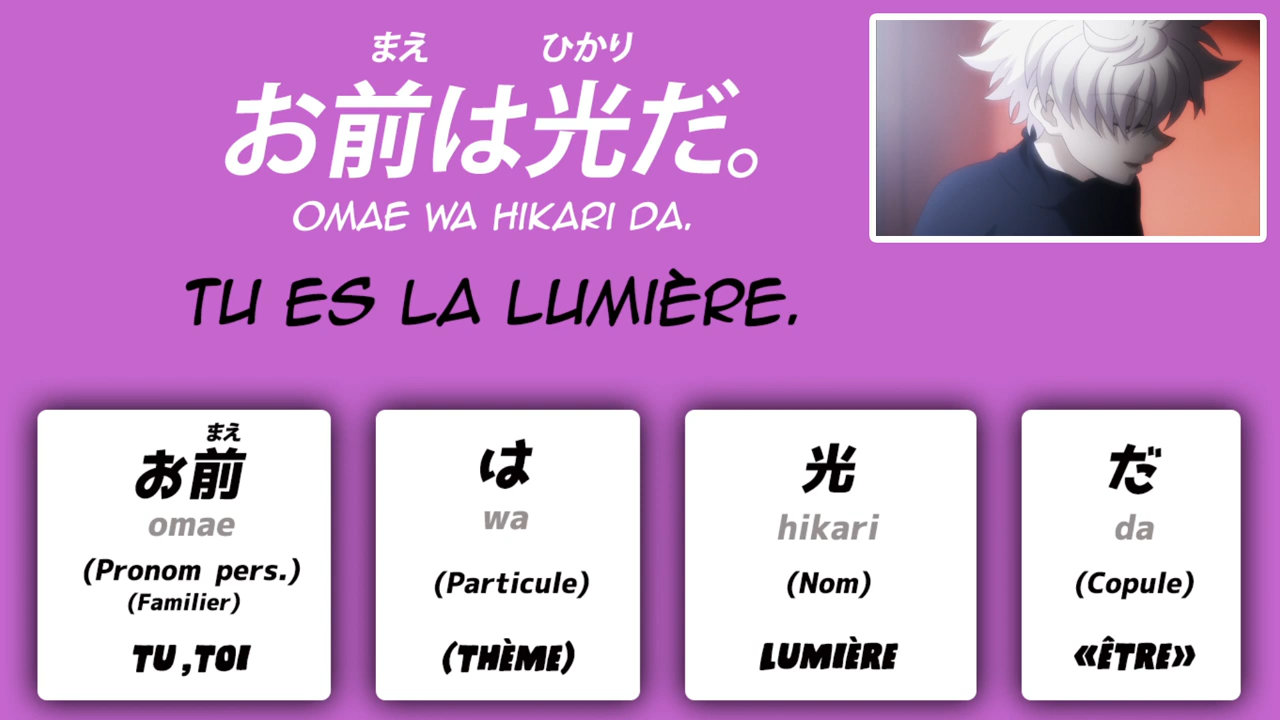 まえ ひかり
お前は光だ。
OMAE WA HIKARI DA.
TU ES LA LUMIÈRE.
まえ
お前
omae
(Pronom pers.)
(Familier)
TU ,TOI
は
wa
(Particule)
(THÈME)
光
hikari
(Nom)
LUMIÈRE
だ
da
(Copule)
«ÊTRE»